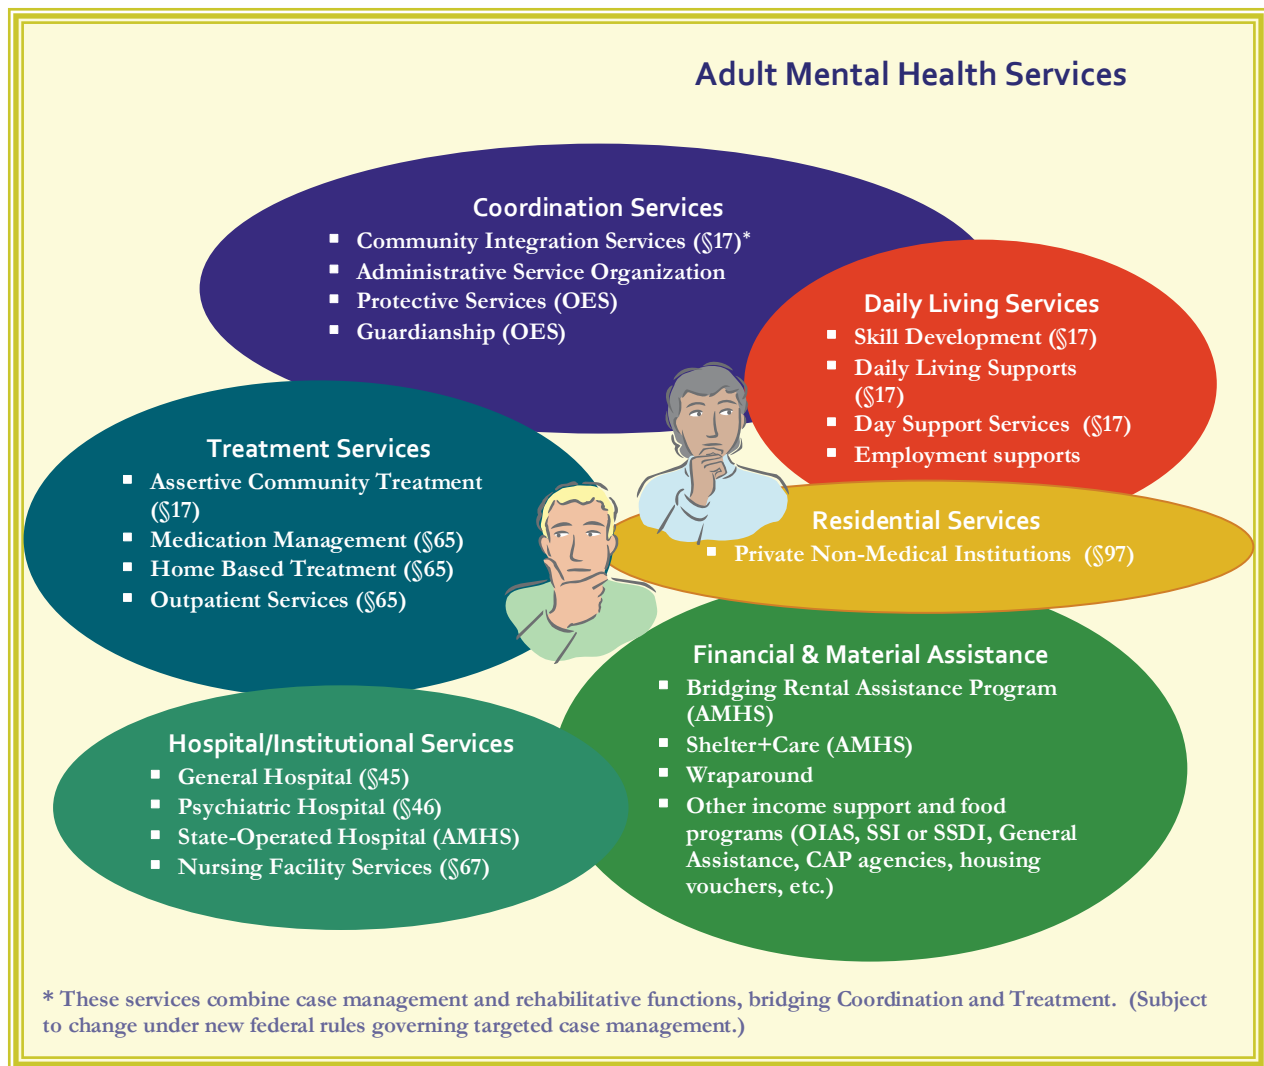 Adult Mental Health Services
Coordination Services
▪ Community Integration Services (§17)*
▪ Administrative Service Organization
▪ Protective Services (OES)
▪ Guardianship (OES)
Daily Living Services
▪ Skill Development (§17)
▪ Daily Living Supports
(§17)
▪ Day Support Services (§17)
▪ Employment supports
Treatment Services
▪ Assertive Community Treatment
(§17)
▪ Medication Management (§65)
▪ Home Based Treatment (§65)
▪ Outpatient Services (§65)
Residential Services
▪ Private Non-Medical Institutions (§97)
Financial & Material Assistance
▪ Bridging Rental Assistance Program
(AMHS)
▪ Shelter+Care (AMHS)
▪ Wraparound
▪ Other income support and food
programs (OIAS, SSI or SSDI, General
Assistance, CAP agencies, housing
vouchers, etc.)
Hospital/Institutional Services
▪ General Hospital (§45)
▪ Psychiatric Hospital (§46)
▪ State-Operated Hospital (AMHS)
▪ Nursing Facility Services (§67)
* These services combine case management and rehabilitative functions, bridging Coordination and Treatment. (Subject
to change under new federal rules governing targeted case management.)